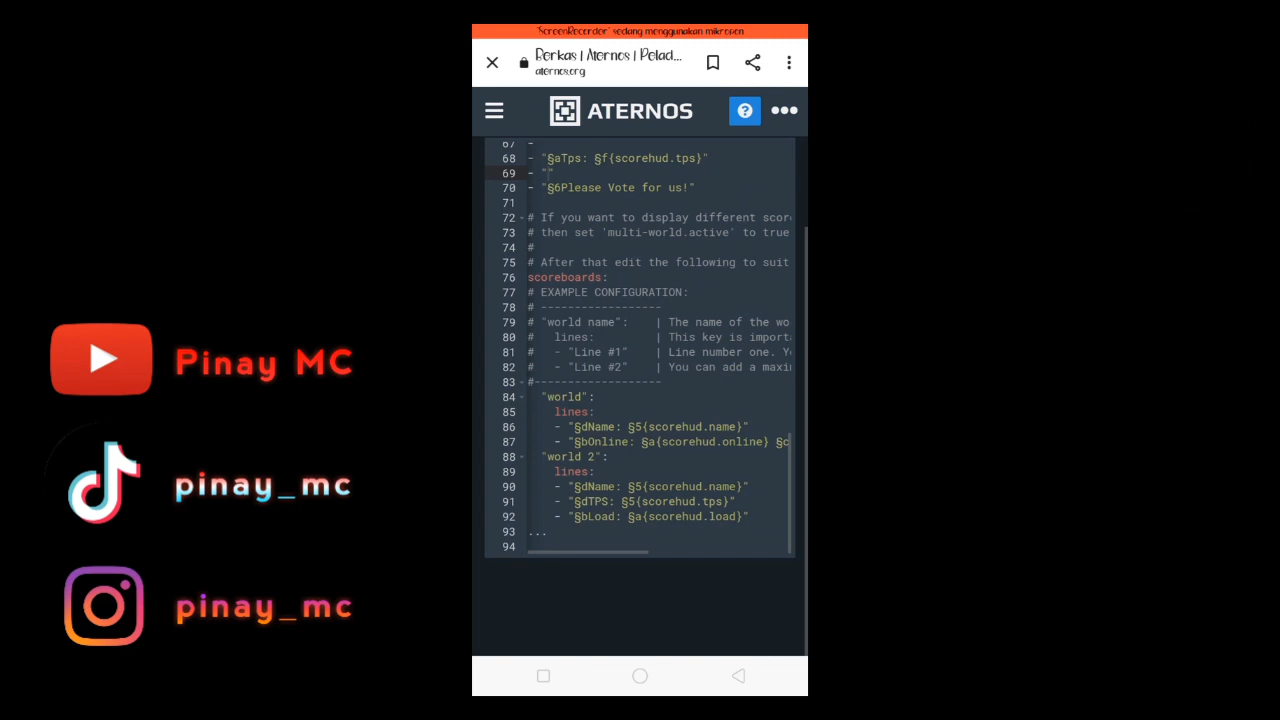 "ScreenRecorder" sedang menggunakan mikrofon
Berkas | Aternos | Pelad...
aternos.org
ATERNOS
67 -
68 - "§aTps: §f{scorehud.tps}"
69 - ""
70 - "§6Please Vote for us!"
71
72 # If you want to display different scor
73 # then set 'multi-world.active' to true
74 #
75 # After that edit the following to suit
76 scoreboards:
77 # EXAMPLE CONFIGURATION:
78 # ------------------
79 # "world name": | The name of the wo
80 # lines: | This key is importa
81 # - "Line #1" | Line number one. Yo
82 # - "Line #2" | You can add a maxi
83 #-------------------
84 "world":
85 lines:
86 - "§dName: §5{scorehud.name}"
87 - "§bOnline: §a{scorehud.online} §c
88 "world 2":
89 lines:
90 - "§dName: §5{scorehud.name}"
91 - "§dTPS: §5{scorehud.tps}"
92 - "§bLoad: §a{scorehud.load}"
93 ...
94
Pinay MC
pinay_mc
pinay_mc